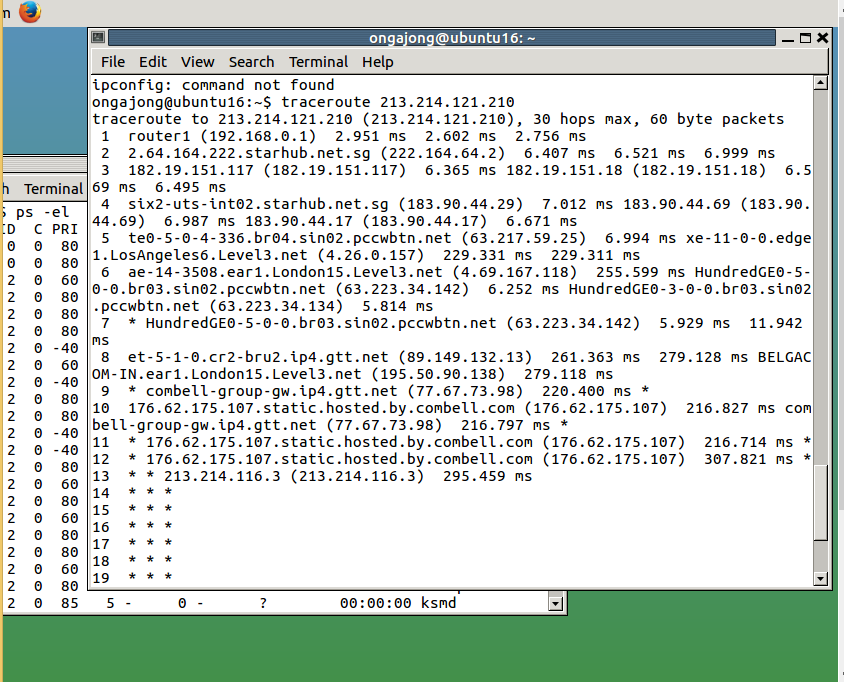 m
ongajong@ubuntu16: ~
File Edit View Search Terminal Help
ipconfig: command not found
ongajong@ubuntu16:~$ traceroute 213.214.121.210
traceroute to 213.214.121.210 (213.214.121.210), 30 hops max, 60 byte packets
 1  router1 (192.168.0.1)  2.951 ms  2.602 ms  2.756 ms
 2  2.64.164.222.starhub.net.sg (222.164.64.2)  6.407 ms  6.521 ms  6.999 ms
 3  182.19.151.117 (182.19.151.117)  6.365 ms 182.19.151.18 (182.19.151.18)  6.5
69 ms  6.495 ms
 4  six2-uts-int02.starhub.net.sg (183.90.44.29)  7.012 ms 183.90.44.69 (183.90.
44.69)  6.987 ms 183.90.44.17 (183.90.44.17)  6.671 ms
 5  te0-5-0-4-336.br04.sin02.pccwbtn.net (63.217.59.25)  6.994 ms xe-11-0-0.edge
1.LosAngeles6.Level3.net (4.26.0.157)  229.331 ms  229.311 ms
 6  ae-14-3508.ear1.London15.Level3.net (4.69.167.118)  255.599 ms HundredGE0-5-
0-0.br03.sin02.pccwbtn.net (63.223.34.142)  6.252 ms HundredGE0-3-0-0.br03.sin02
.pccwbtn.net (63.223.34.134)  5.814 ms
 7  * HundredGE0-5-0-0.br03.sin02.pccwbtn.net (63.223.34.142)  5.929 ms  11.942
ms
 8  et-5-1-0.cr2-bru2.ip4.gtt.net (89.149.132.13)  261.363 ms  279.128 ms BELGAC
OM-IN.ear1.London15.Level3.net (195.50.90.138)  279.118 ms
 9  * combell-group-gw.ip4.gtt.net (77.67.73.98)  220.400 ms *
10  176.62.175.107.static.hosted.by.combell.com (176.62.175.107)  216.827 ms com
bell-group-gw.ip4.gtt.net (77.67.73.98)  216.797 ms *
11  * 176.62.175.107.static.hosted.by.combell.com (176.62.175.107)  216.714 ms *
12  * 176.62.175.107.static.hosted.by.combell.com (176.62.175.107)  307.821 ms *
13  * * 213.214.116.3 (213.214.116.3)  295.459 ms
14  * * *
15  * * *
16  * * *
17  * * *
18  * * *
19  * * *
h Terminal
$ ps -el
ID C PRI
0 0 80
0 0 80
2 0 60
2 0 80
2 0 80
2 0 80
2 0 -40
2 0 60
2 0 -40
2 0 80
2 0 80
2 0 -40
2 0 -40
2 0 80
2 0 60
2 0 80
2 0 60
2 0 80
2 0 80
2 0 60
2 0 80
2 0 85 5 - 0 - ? 00:00:00 ksmd